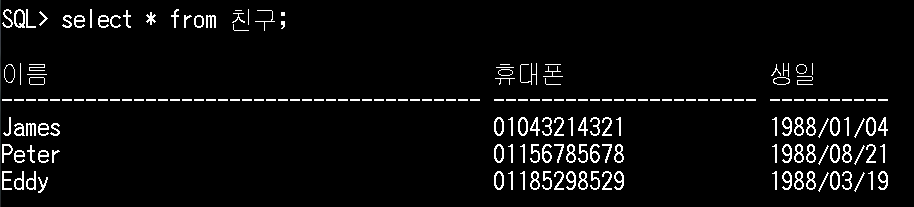 SQL> select * from 친구;
이름 휴대폰 생일
---------------------------------------- ---------------------- ----------
James 01043214321 1988/01/04
Peter 01156785678 1988/08/21
Eddy 01185298529 1988/03/19